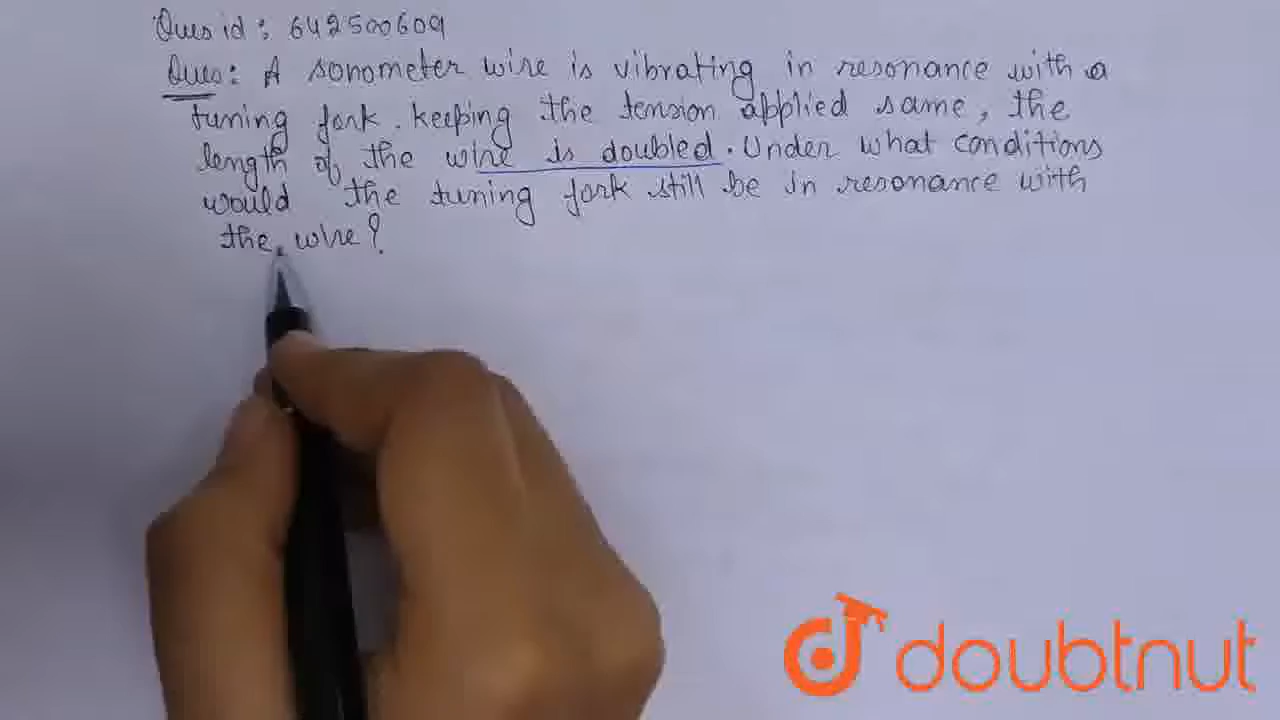 Ques id : 642500609
Ques : A sonometer wire is vibrating in resonance with a
tuning fork. keeping the tension applied same, the
length of the wire is doubled. Under what conditions
would the tuning fork still be in resonance with
the wire?
doubtnut